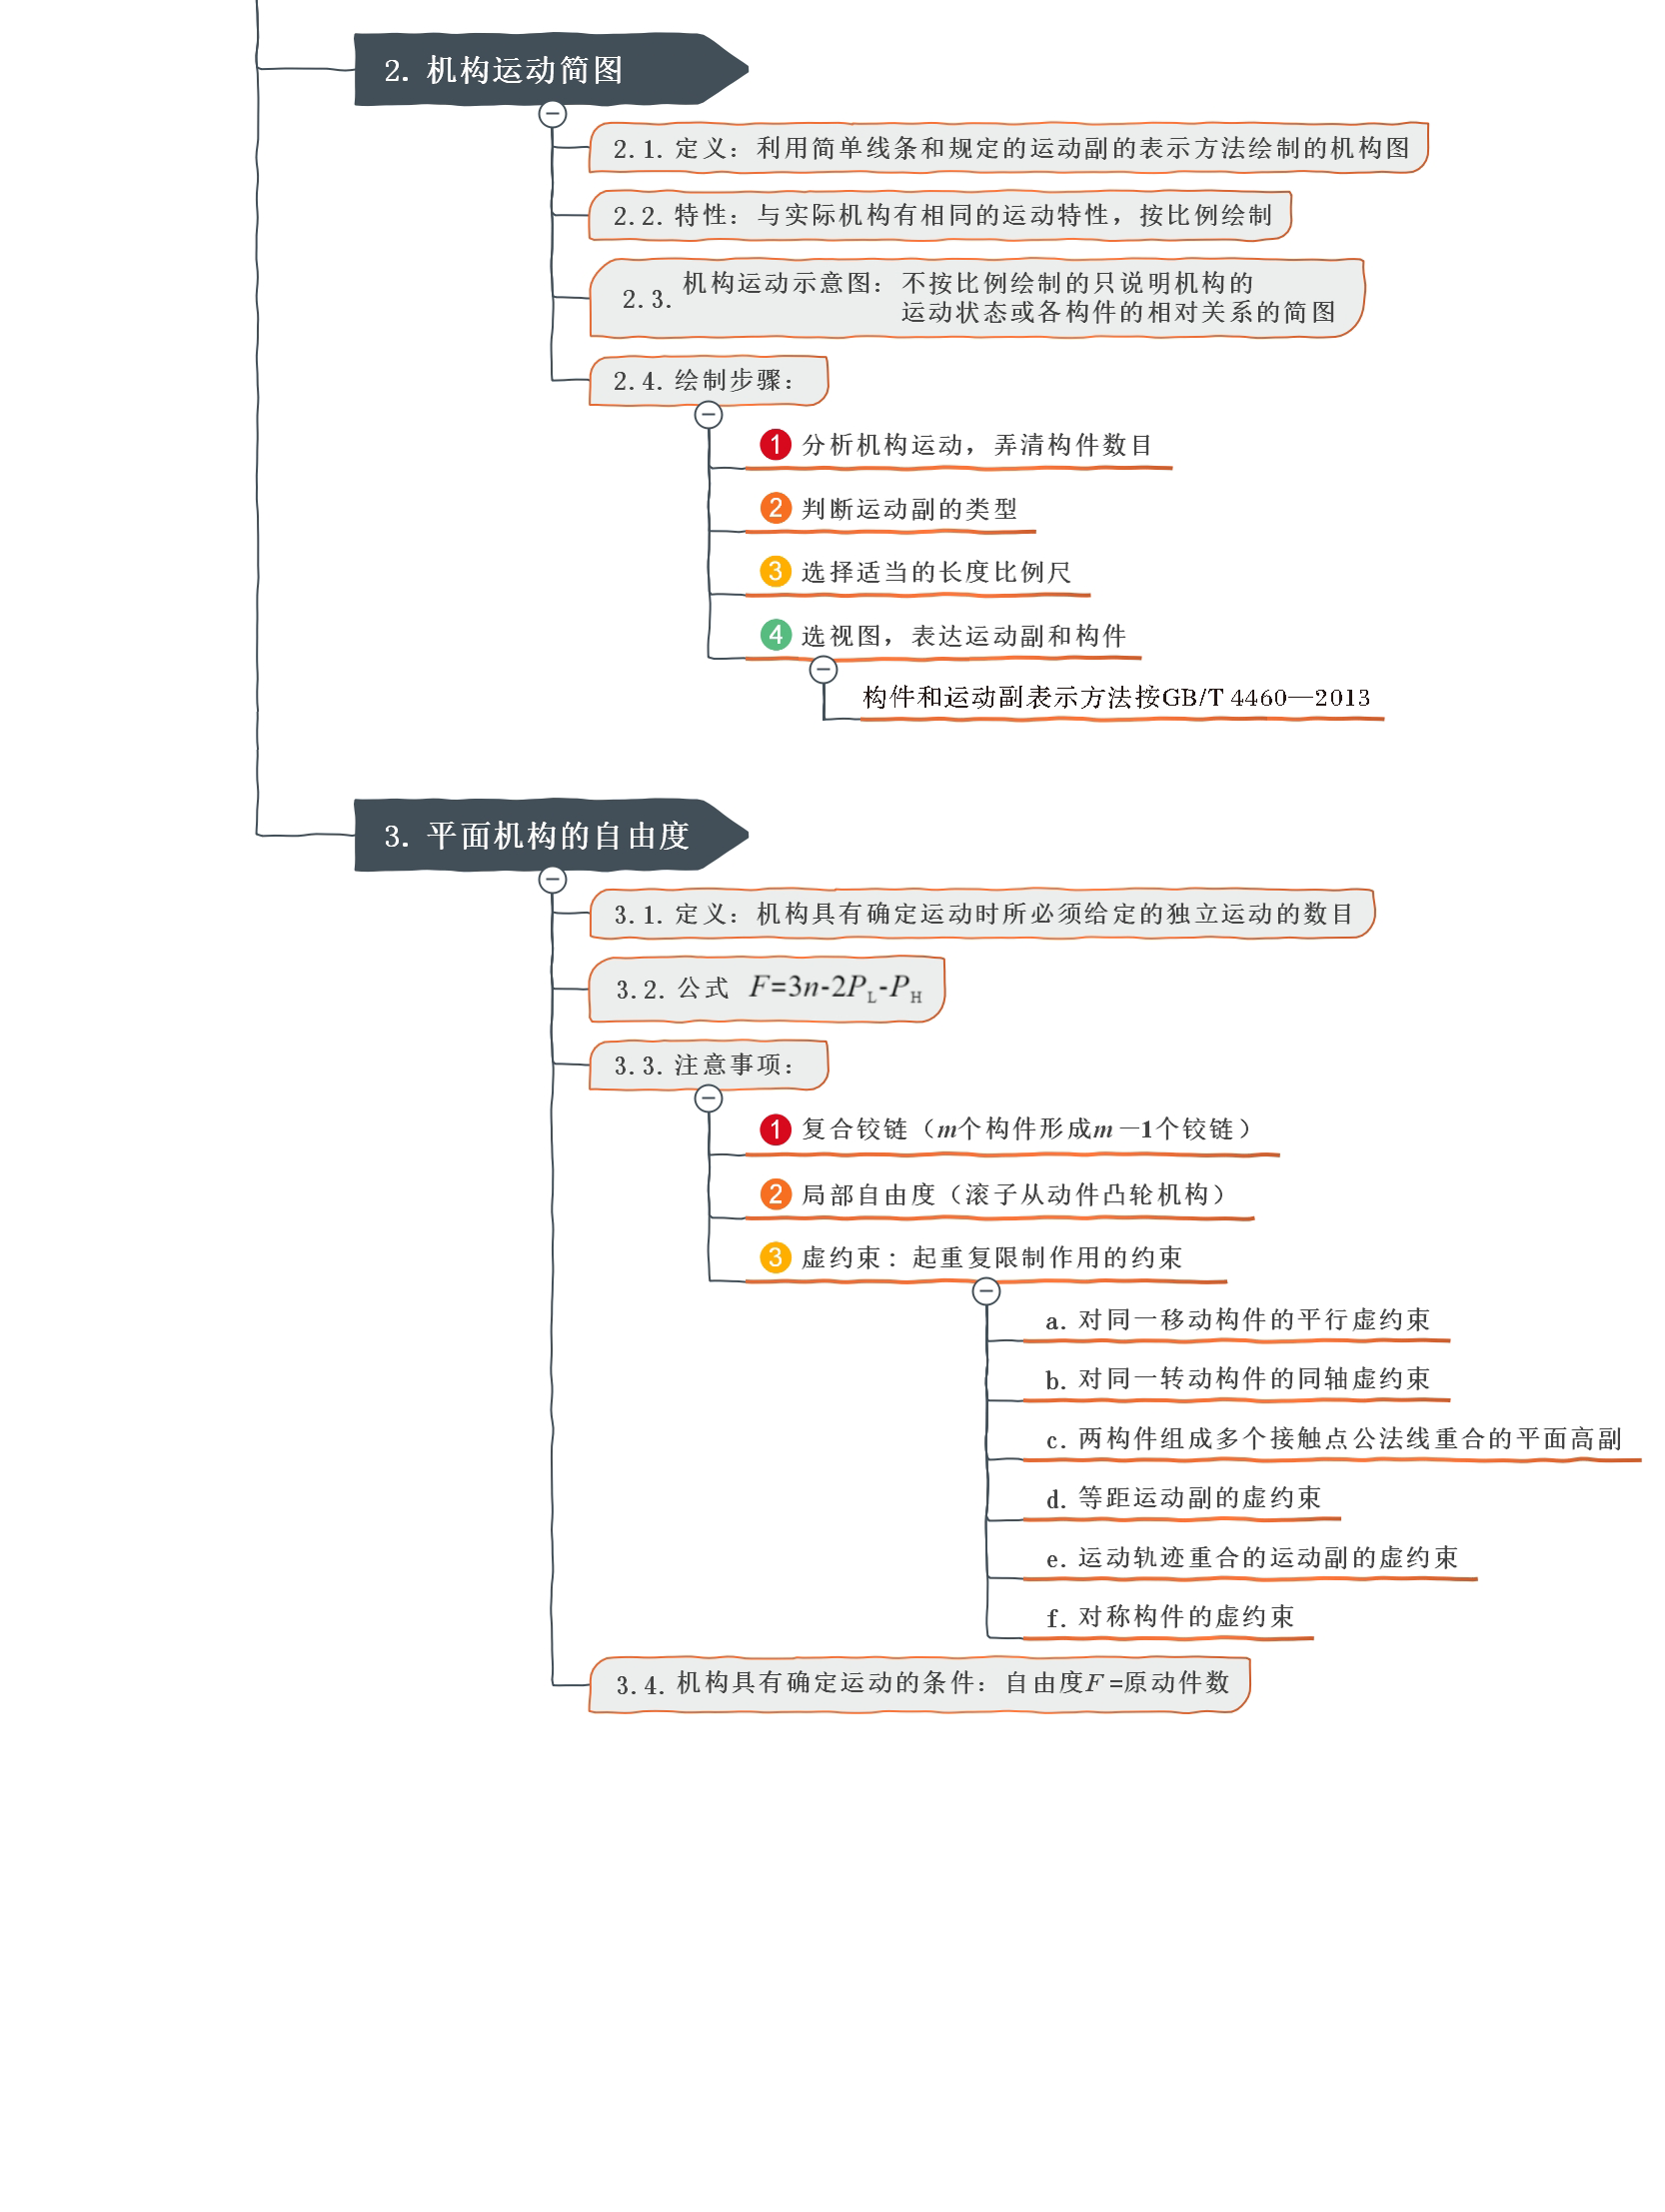 2. 机构运动简图
2.1. 定义：利用简单线条和规定的运动副的表示方法绘制的机构图
2.2. 特性：与实际机构有相同的运动特性，按比例绘制
2.3. 机构运动示意图：不按比例绘制的只说明机构的
运动状态或各构件的相对关系的简图
2.4. 绘制步骤：
1 分析机构运动，弄清构件数目
2 判断运动副的类型
3 选择适当的长度比例尺
4 选视图，表达运动副和构件
构件和运动副表示方法按GB/T 4460—2013
3. 平面机构的自由度
3.1. 定义：机构具有确定运动时所必须给定的独立运动的数目
3.2. 公式 F=3n-2P_L-P_H
3.3. 注意事项：
1 复合铰链（m个构件形成m－1个铰链）
2 局部自由度（滚子从动件凸轮机构）
3 虚约束：起重复限制作用的约束
a. 对同一移动构件的平行虚约束
b. 对同一转动构件的同轴虚约束
c. 两构件组成多个接触点公法线重合的平面高副
d. 等距运动副的虚约束
e. 运动轨迹重合的运动副的虚约束
f. 对称构件的虚约束
3.4. 机构具有确定运动的条件：自由度F=原动件数